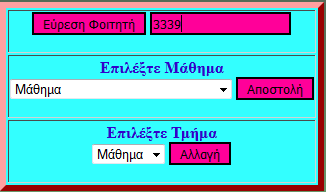 Εύρεση Φοιτητή 3339
Επιλέξτε Μάθημα
Μάθημα Αποστολή
Επιλέξτε Τμήμα
Μάθημα Αλλαγή